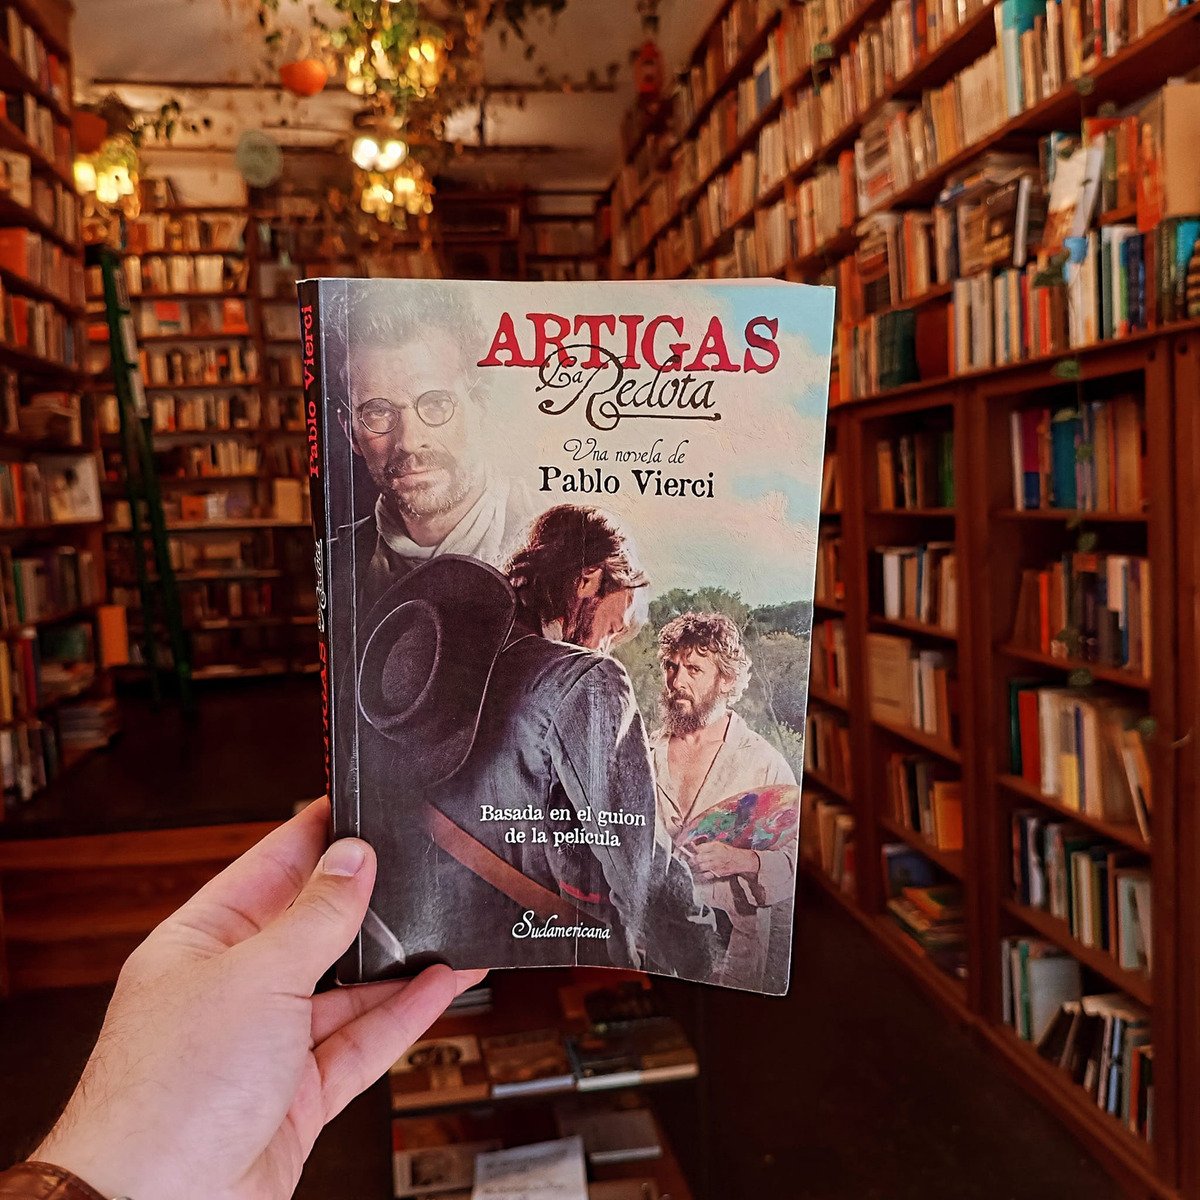 ARTIGAS
La Redota
Una novela de
Pablo Vierci
Basada en el guion
de la película
Sudamericana
Pablo Vierci